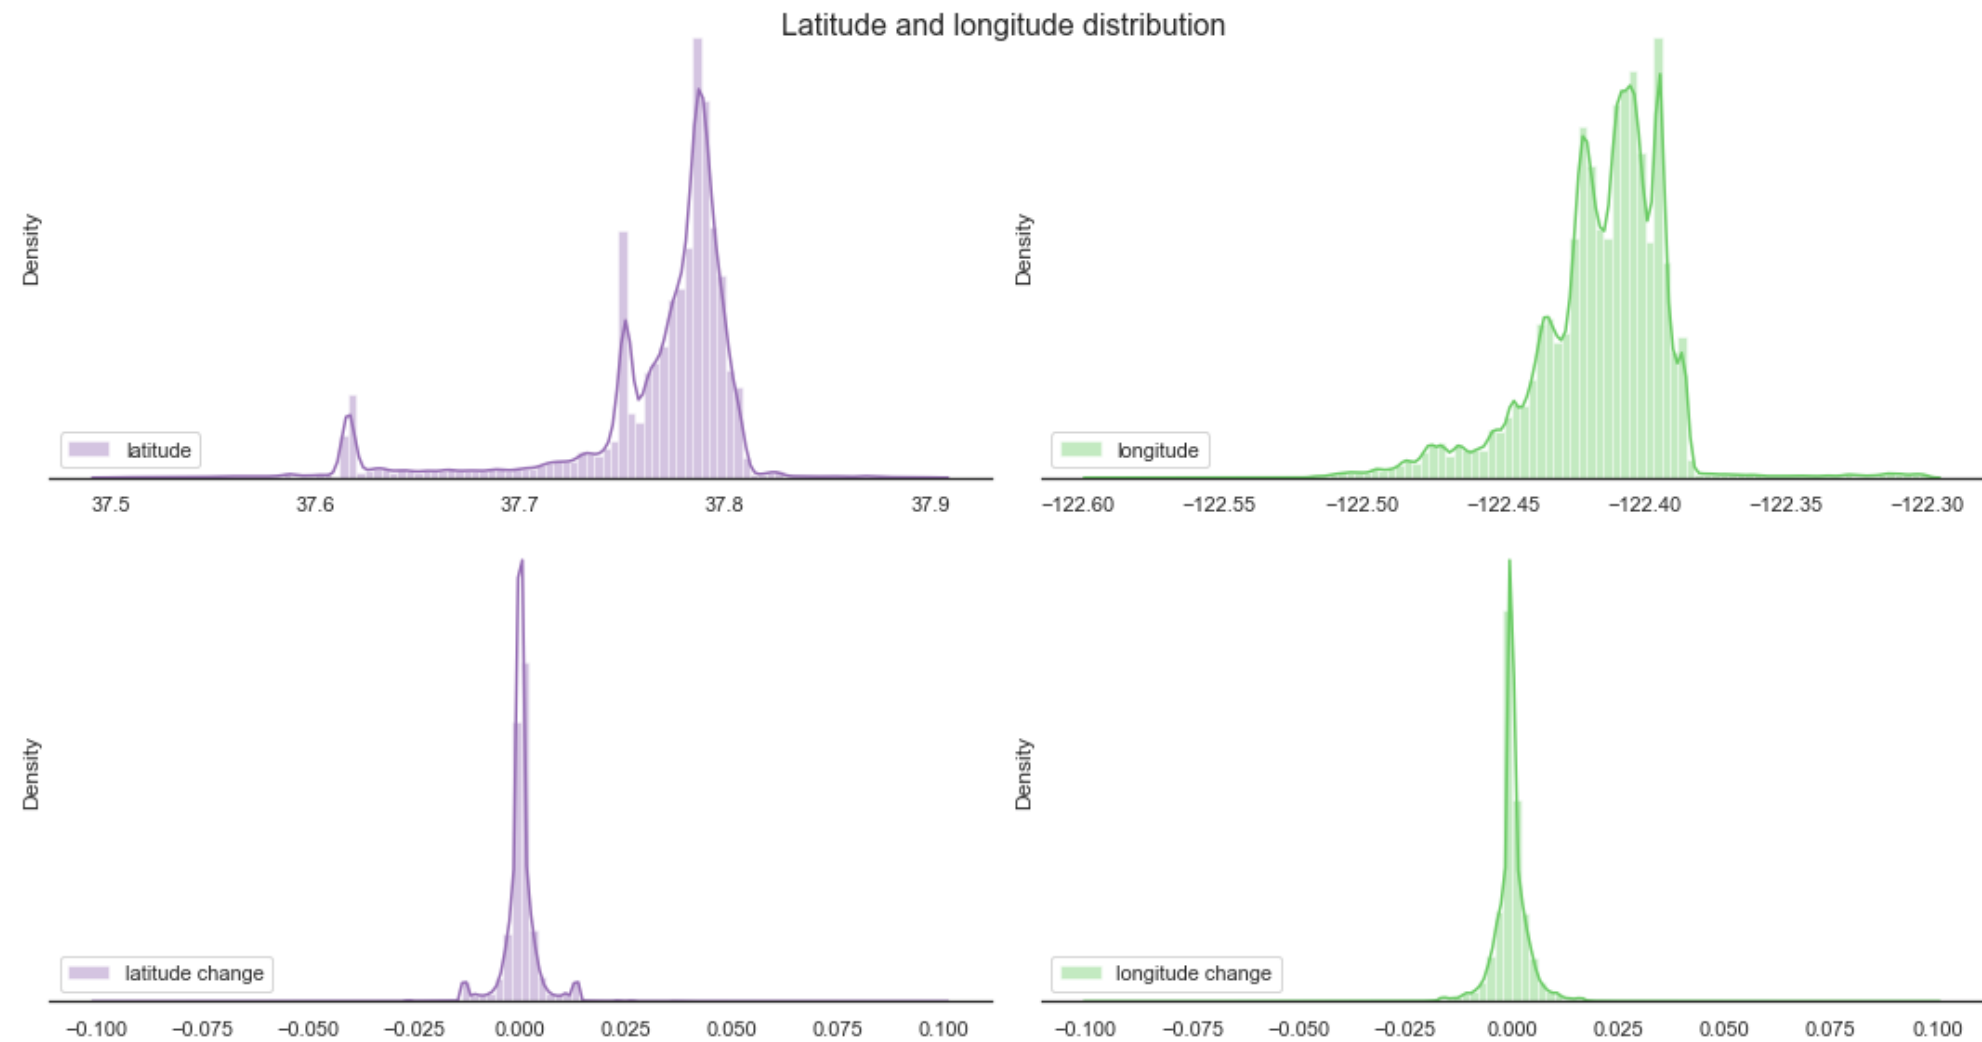 Latitude and longitude distribution
Density
latitude
37.5 37.6 37.7 37.8 37.9
Density
longitude
−122.60 −122.55 −122.50 −122.45 −122.40 −122.35 −122.30
Density
latitude change
−0.100 −0.075 −0.050 −0.025 0.000 0.025 0.050 0.075 0.100
Density
longitude change
−0.100 −0.075 −0.050 −0.025 0.000 0.025 0.050 0.075 0.100